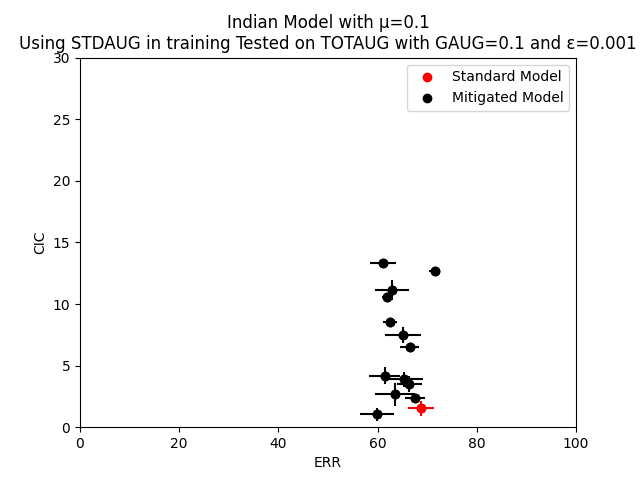 Indian Model with μ=0.1
Using STDAUG in training Tested on TOTAUG with GAUG=0.1 and ε=0.001
Standard Model
Mitigated Model
30
25
20
15
10
5
0
CIC
0 20 40 60 80 100
ERR